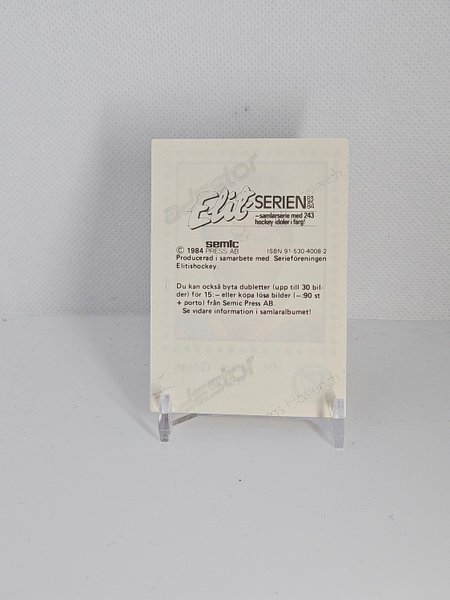 Elit-SERIEN 83 84
–samlarserie med 243
hockey-idoler i färg!
semic
© 1984 PRESS AB ISBN 91-530-4008-2
Producerad i samarbete med Serieföreningen
Elitishockey.
Du kan också byta dubletter (upp till 30 bil-
der) för 15:– eller köpa lösa bilder (–:90 st
+ porto) från Semic Press AB.
Se vidare information i samlaralbumet!